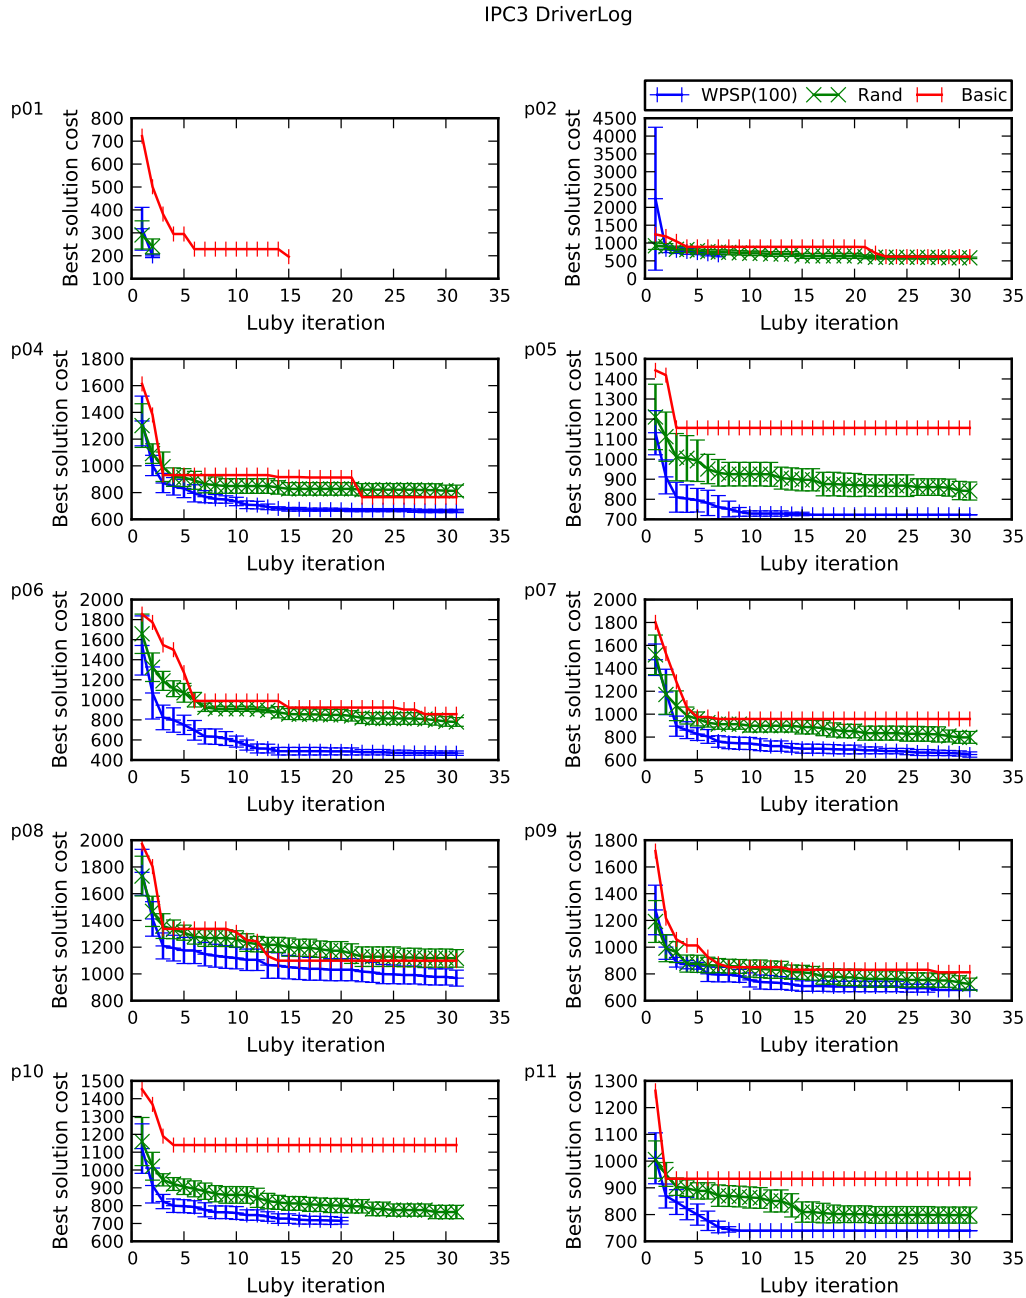 IPC3 DriverLog
WPSP(100) Rand Basic
p01
Best solution cost
800
700
600
500
400
300
200
100
0 5 10 15 20 25 30 35
Luby iteration
p02
Best solution cost
4500
4000
3500
3000
2500
2000
1500
1000
500
0
0 5 10 15 20 25 30 35
Luby iteration
p04
Best solution cost
1800
1600
1400
1200
1000
800
600
0 5 10 15 20 25 30 35
Luby iteration
p05
Best solution cost
1500
1400
1300
1200
1100
1000
900
800
700
0 5 10 15 20 25 30 35
Luby iteration
p06
Best solution cost
2000
1800
1600
1400
1200
1000
800
600
400
0 5 10 15 20 25 30 35
Luby iteration
p07
Best solution cost
2000
1800
1600
1400
1200
1000
800
600
0 5 10 15 20 25 30 35
Luby iteration
p08
Best solution cost
2000
1800
1600
1400
1200
1000
800
0 5 10 15 20 25 30 35
Luby iteration
p09
Best solution cost
1800
1600
1400
1200
1000
800
600
0 5 10 15 20 25 30 35
Luby iteration
p10
Best solution cost
1500
1400
1300
1200
1100
1000
900
800
700
600
0 5 10 15 20 25 30 35
Luby iteration
p11
Best solution cost
1300
1200
1100
1000
900
800
700
0 5 10 15 20 25 30 35
Luby iteration